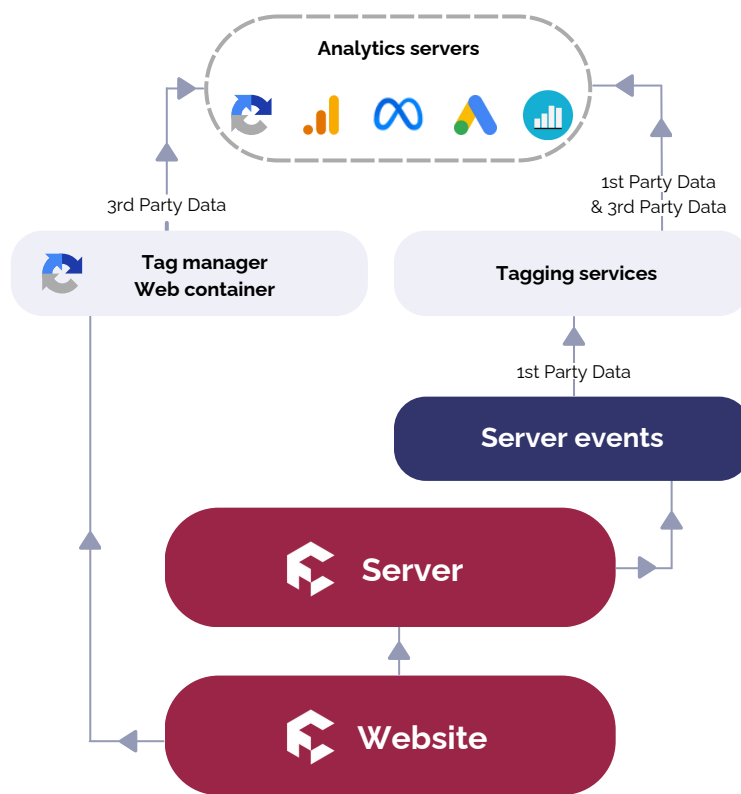 Analytics servers
3rd Party Data
1st Party Data
& 3rd Party Data
Tag manager
Web container
Tagging services
1st Party Data
Server events
Server
Website